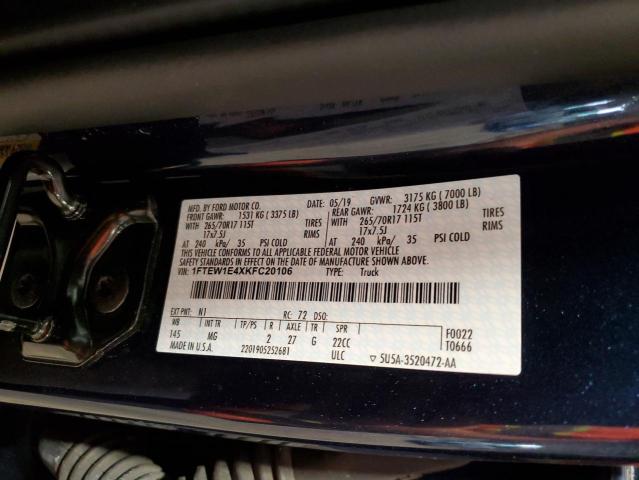 MFD. BY FORD MOTOR CO. DATE: 05/19 GVWR: 3175 KG ( 7000 LB)
FRONT GAWR: 1531 KG ( 3375 LB) REAR GAWR: 1724 KG ( 3800 LB)
WITH 265/70R17 115T TIRES WITH 265/70R17 115T TIRES
17x7.5J RIMS 17x7.5J RIMS
AT 240 kPa/ 35 PSI COLD AT 240 kPa/ 35 PSI COLD
THIS VEHICLE CONFORMS TO ALL APPLICABLE FEDERAL MOTOR VEHICLE
SAFETY STANDARDS IN EFFECT ON THE DATE OF MANUFACTURE SHOWN ABOVE.
VIN: 1FTEW1E4XKFC20106 TYPE: Truck
EXT PNT: N1 RC: 72 DSO:
WB INT TR TP/PS R AXLE TR SPR F0022
145 MG 2 27 G 22CC T0666
MADE IN U.S.A. 2201905252681 ULC ▽ SU5A-3520472-AA